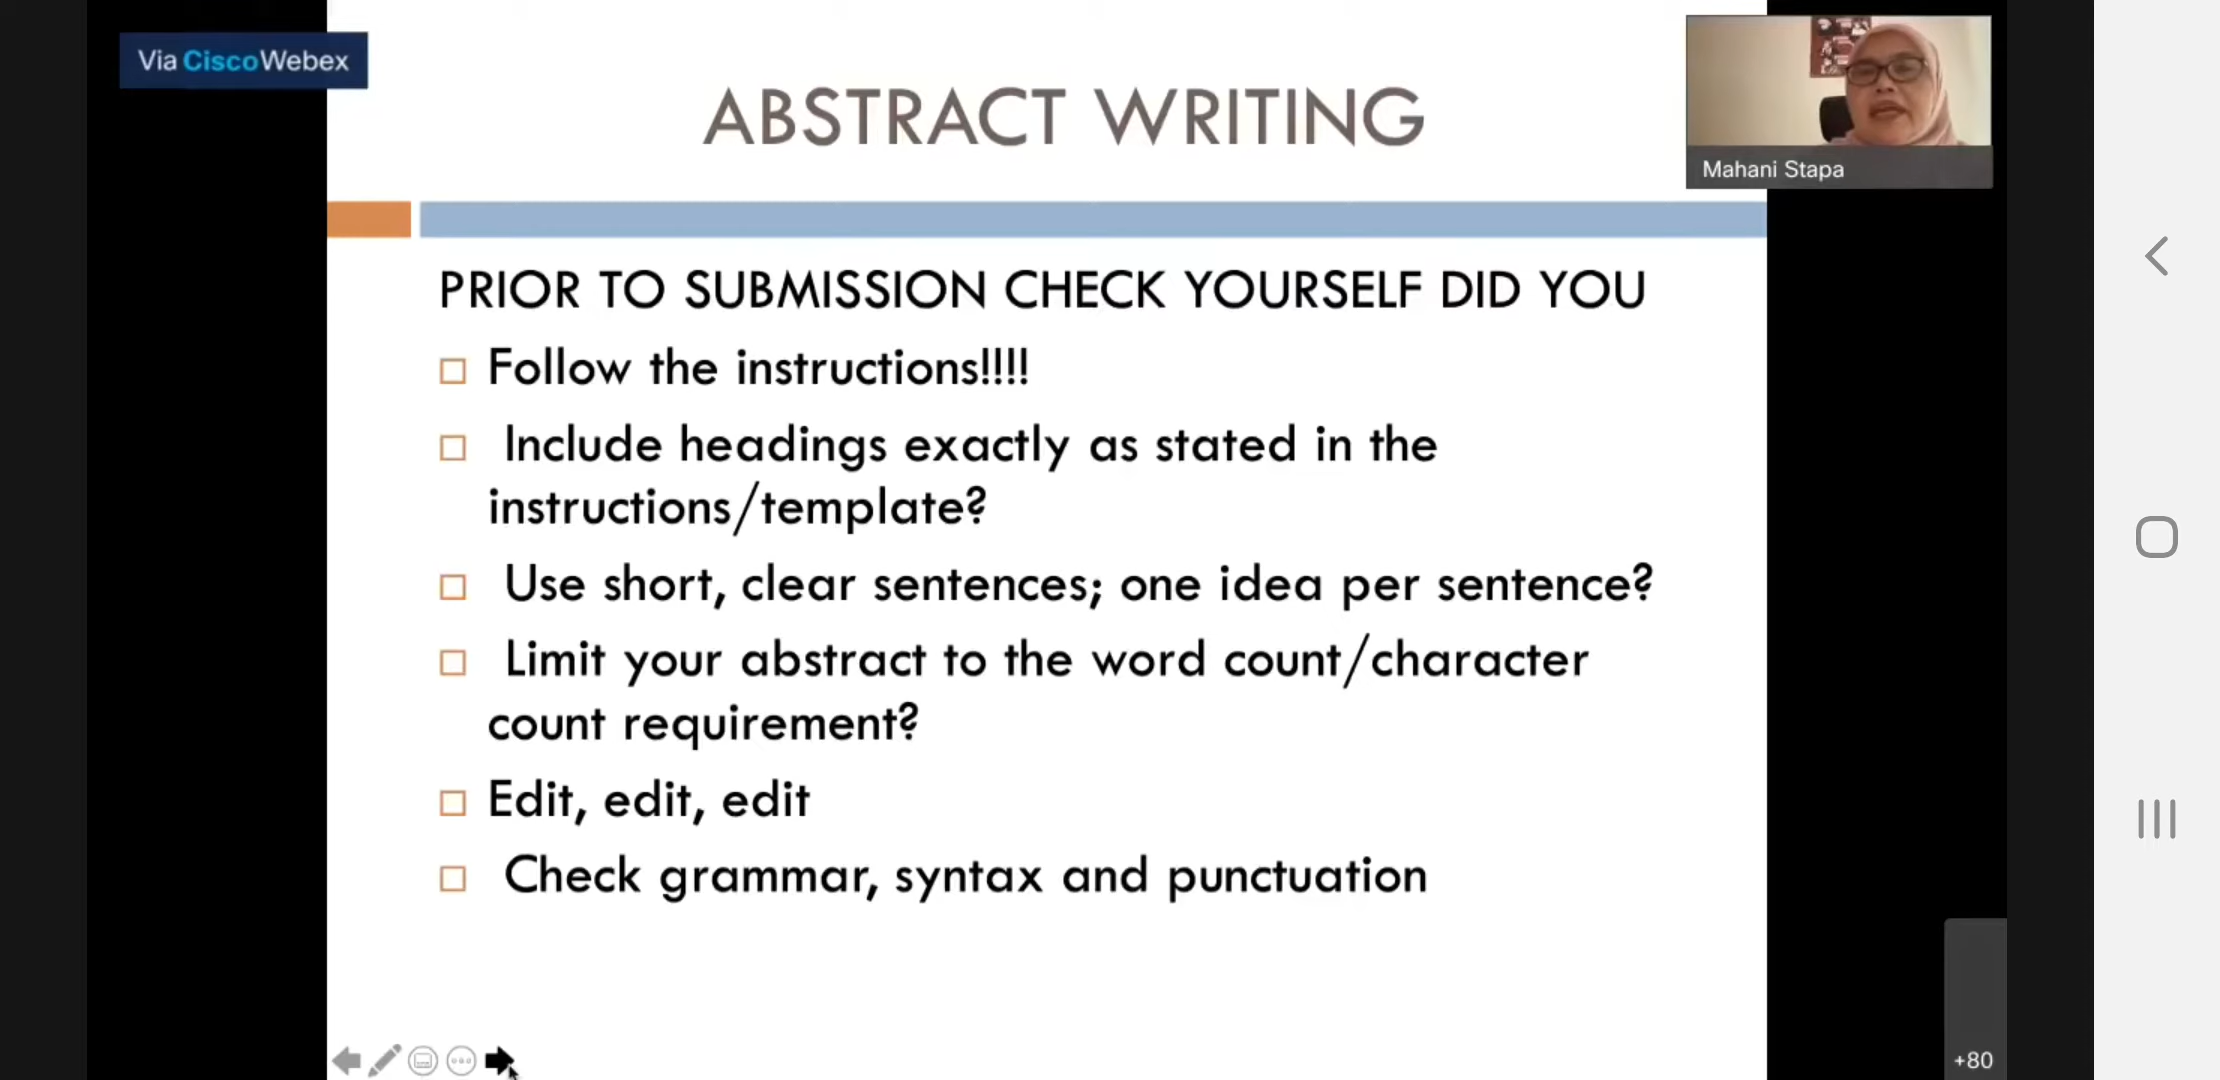 Via CiscoWebex
ABSTRACT WRITING
Mahani Stapa
PRIOR TO SUBMISSION CHECK YOURSELF DID YOU
Follow the instructions!!!!
Include headings exactly as stated in the
instructions/template?
Use short, clear sentences; one idea per sentence?
Limit your abstract to the word count/character
count requirement?
Edit, edit, edit
Check grammar, syntax and punctuation
+80